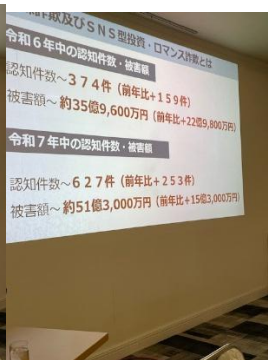 詐欺及びSNS型投資・ロマンス詐欺とは
令和6年中の認知件数・被害額
認知件数~374件(前年比+159件)
被害額~約35億9,600万円(前年比+22億9,800万円)
令和7年中の認知件数・被害額
認知件数~627件(前年比+253件)
被害額~約51億3,000万円(前年比+15億3,000万円)